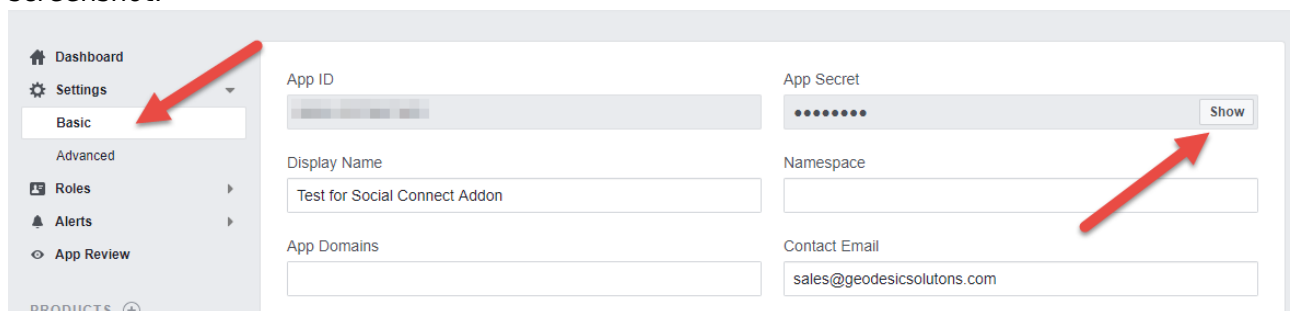 Dashboard
Settings
Basic
Advanced
Roles
Alerts
App Review
App ID
App Secret
Show
Display Name
Namespace
Test for Social Connect Addon
App Domains
Contact Email
sales@geodesicsolutons.com
PRODUCTS